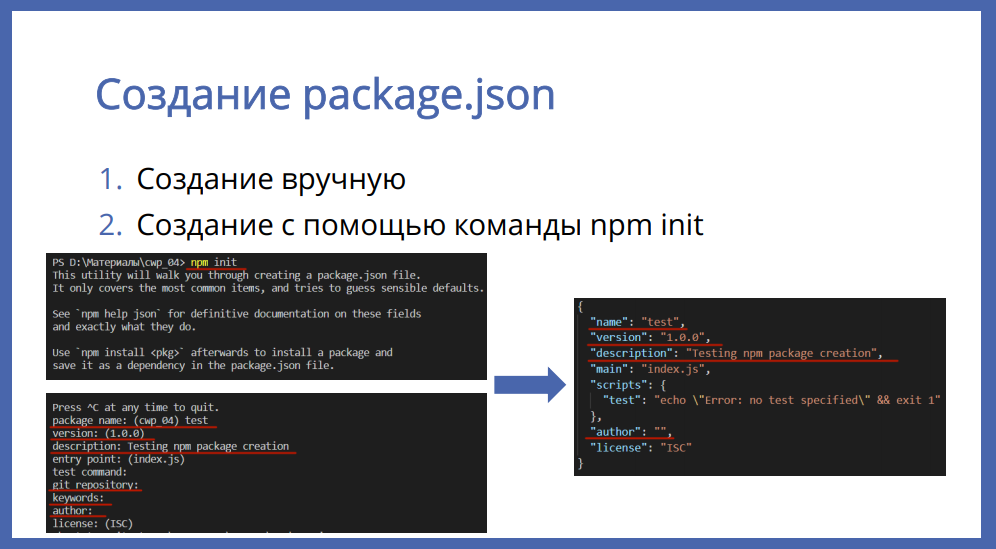 Создание package.json
1. Создание вручную
2. Создание с помощью команды npm init
PS D:\Материалы\cwp_04> npm init
This utility will walk you through creating a package.json file.
It only covers the most common items, and tries to guess sensible defaults.
See `npm help json` for definitive documentation on these fields
and exactly what they do.
Use `npm install <pkg>` afterwards to install a package and
save it as a dependency in the package.json file.
Press ^C at any time to quit.
package name: (cwp_04) test
version: (1.0.0)
description: Testing npm package creation
entry point: (index.js)
test command:
git repository:
keywords:
author:
license: (ISC)
{
"name": "test",
"version": "1.0.0",
"description": "Testing npm package creation",
"main": "index.js",
"scripts": {
"test": "echo \"Error: no test specified\" && exit 1"
},
"author": "",
"license": "ISC"
}